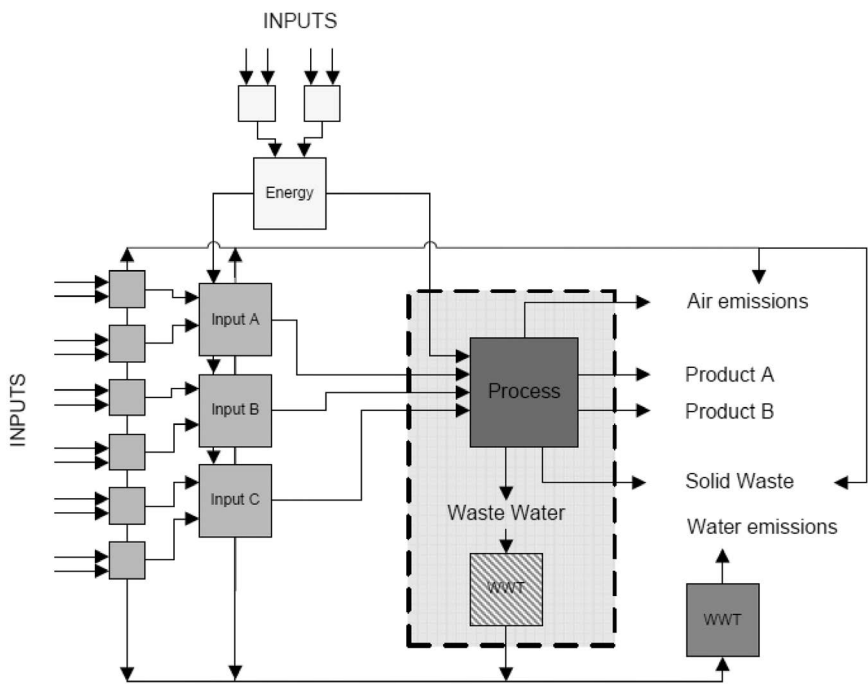 INPUTS
Energy
INPUTS
Input A
Input B
Input C
Process
Waste Water
WWT
Air emissions
Product A
Product B
Solid Waste
Water emissions
WWT